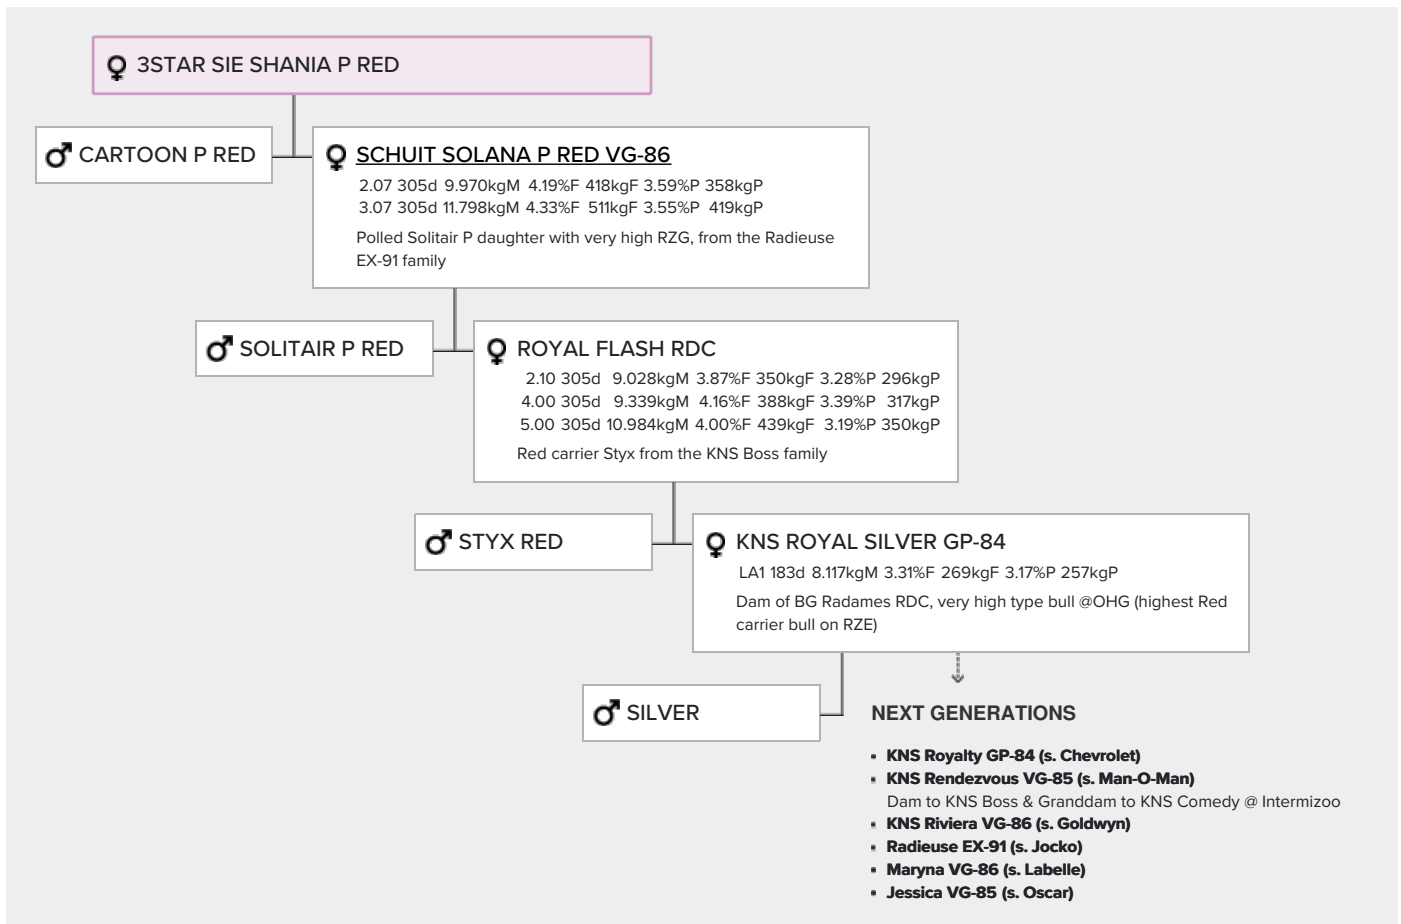 ♀ 3STAR SIE SHANIA P RED
♂ CARTOON P RED
♀ SCHUIT SOLANA P RED VG-86
2.07 305d 9.970kgM 4.19%F 418kgF 3.59%P 358kgP
3.07 305d 11.798kgM 4.33%F 511kgF 3.55%P 419kgP
Polled Solitair P daughter with very high RZG, from the Radieuse
EX-91 family
♂ SOLITAIR P RED
♀ ROYAL FLASH RDC
2.10 305d 9.028kgM 3.87%F 350kgF 3.28%P 296kgP
4.00 305d 9.339kgM 4.16%F 388kgF 3.39%P 317kgP
5.00 305d 10.984kgM 4.00%F 439kgF 3.19%P 350kgP
Red carrier Styx from the KNS Boss family
♂ STYX RED
♀ KNS ROYAL SILVER GP-84
LA1 183d 8.117kgM 3.31%F 269kgF 3.17%P 257kgP
Dam of BG Radames RDC, very high type bull @OHG (highest Red
carrier bull on RZE)
♂ SILVER
NEXT GENERATIONS
• KNS Royalty GP-84 (s. Chevrolet)
• KNS Rendezvous VG-85 (s. Man-O-Man)
Dam to KNS Boss & Granddam to KNS Comedy @ Intermizoo
• KNS Riviera VG-86 (s. Goldwyn)
• Radieuse EX-91 (s. Jocko)
• Maryna VG-86 (s. Labelle)
• Jessica VG-85 (s. Oscar)